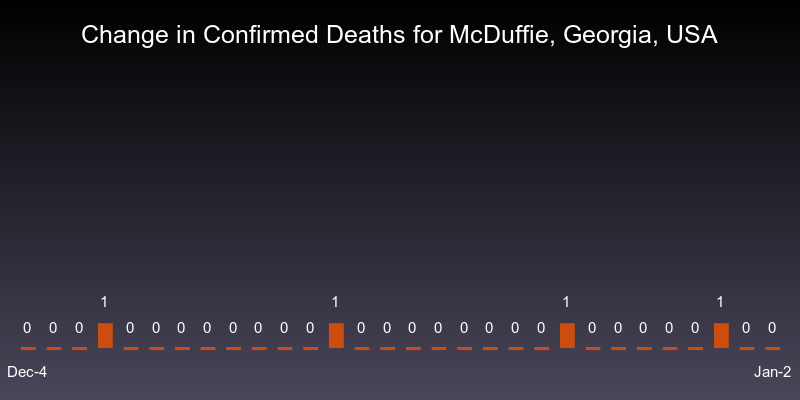 Change in Confirmed Deaths for McDuffie, Georgia, USA
1 1 1 1
0 0 0 0 0 0 0 0 0 0 0 0 0 0 0 0 0 0 0 0 0 0 0 0 0 0
Dec-4 Jan-2